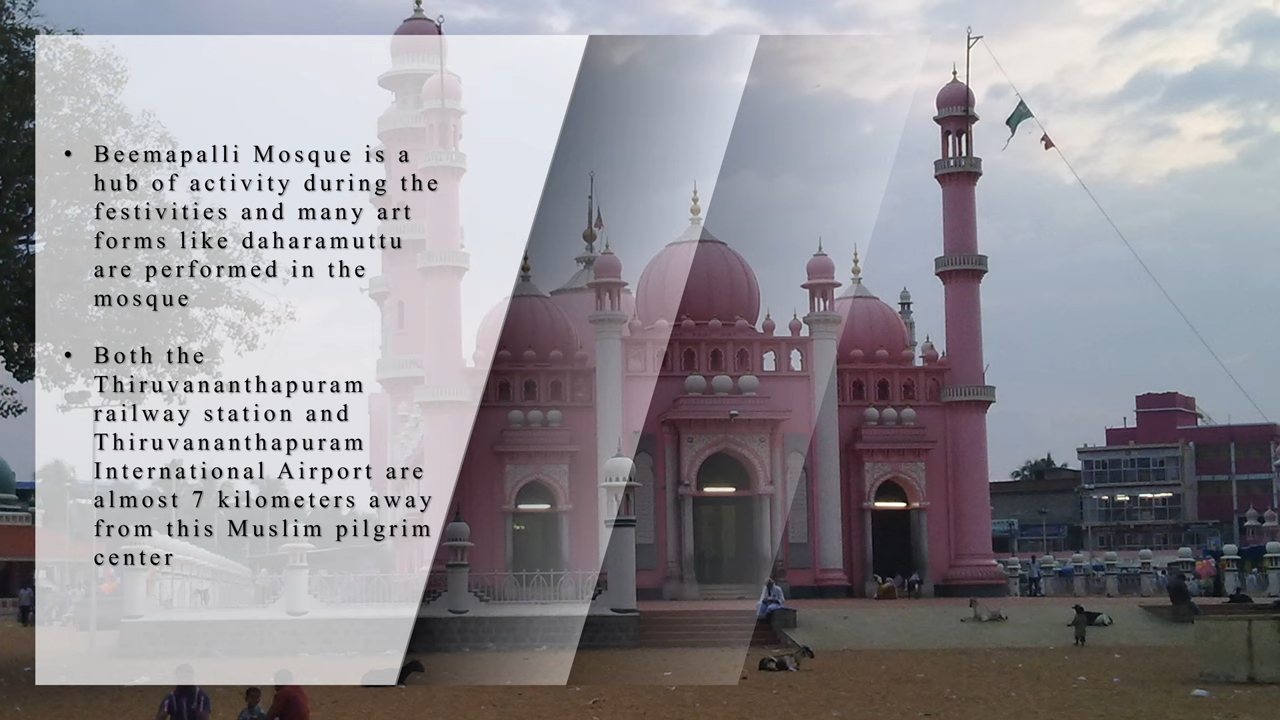 • Beemapalli Mosque is a
hub of activity during the
festivities and many art
forms like daharamuttu
are performed in the
mosque
• Both the
Thiruvananthapuram
railway station and
Thiruvananthapuram
International Airport are
almost 7 kilometers away
from this Muslim pilgrim
center